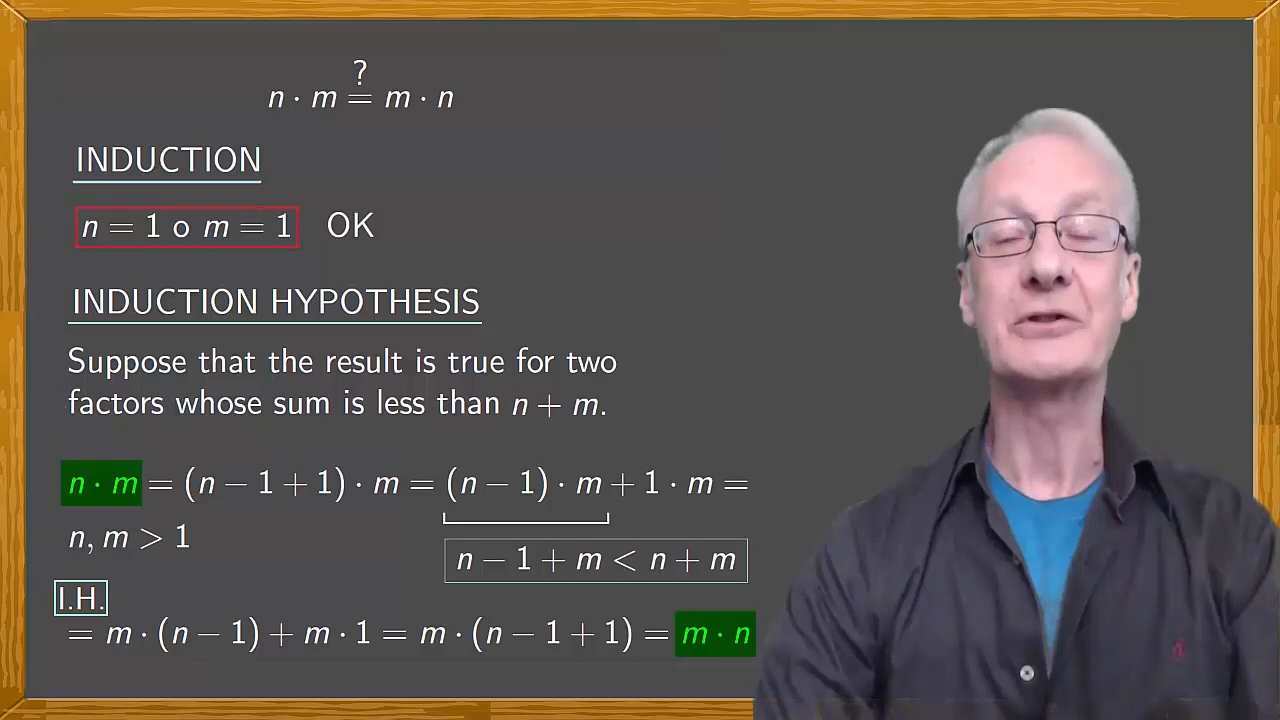 ?
n · m = m · n
INDUCTION
n = 1 o m = 1 OK
INDUCTION HYPOTHESIS
Suppose that the result is true for two
factors whose sum is less than n + m.
n · m = (n − 1 + 1) · m = (n − 1) · m + 1 · m =
n, m > 1
n − 1 + m < n + m
I.H.
= m · (n − 1) + m · 1 = m · (n − 1 + 1) = m · n